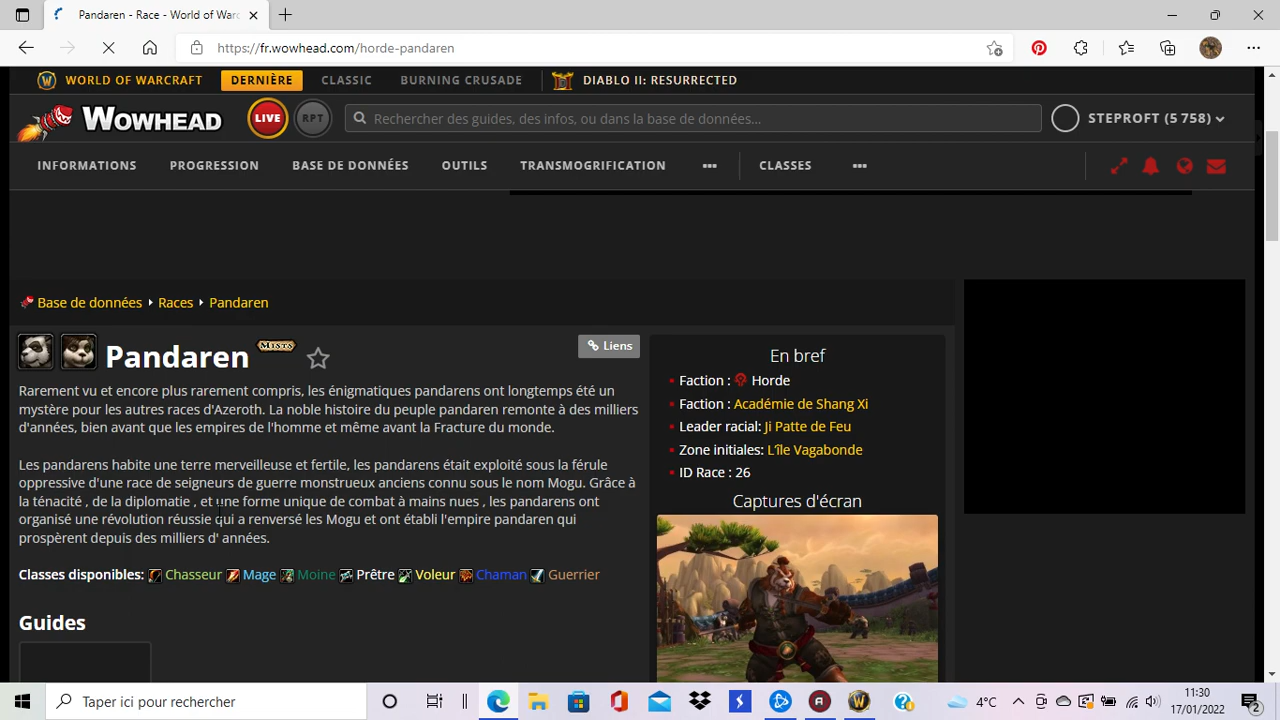 Pandaren - Race - World of Warc
https://fr.wowhead.com/horde-pandaren
WORLD OF WARCRAFT DERNIÈRE CLASSIC BURNING CRUSADE DIABLO II: RESURRECTED
WOWHEAD LIVE RPT Rechercher des guides, des infos, ou dans la base de données... STEPROFT (5 758)
INFORMATIONS PROGRESSION BASE DE DONNÉES OUTILS TRANSMOGRIFICATION ... CLASSES ...
Base de données Races Pandaren
Pandaren MISTS
Liens
Rarement vu et encore plus rarement compris, les énigmatiques pandarens ont longtemps été un
mystère pour les autres races d'Azeroth. La noble histoire du peuple pandaren remonte à des milliers
d'années, bien avant que les empires de l'homme et même avant la Fracture du monde.
Les pandarens habite une terre merveilleuse et fertile, les pandarens était exploité sous la férule
oppressive d'une race de seigneurs de guerre monstrueux anciens connu sous le nom Mogu. Grâce à
la ténacité , de la diplomatie , et une forme unique de combat à mains nues , les pandarens ont
organisé une révolution réussie qui a renversé les Mogu et ont établi l'empire pandaren qui
prospèrent depuis des milliers d' années.
Classes disponibles: Chasseur Mage Moine Prêtre Voleur Chaman Guerrier
Guides
En bref
Faction : Horde
Faction : Académie de Shang Xi
Leader racial: Ji Patte de Feu
Zone initiales: L'île Vagabonde
ID Race : 26
Captures d'écran
Taper ici pour rechercher
4°C
11:30
17/01/2022
2